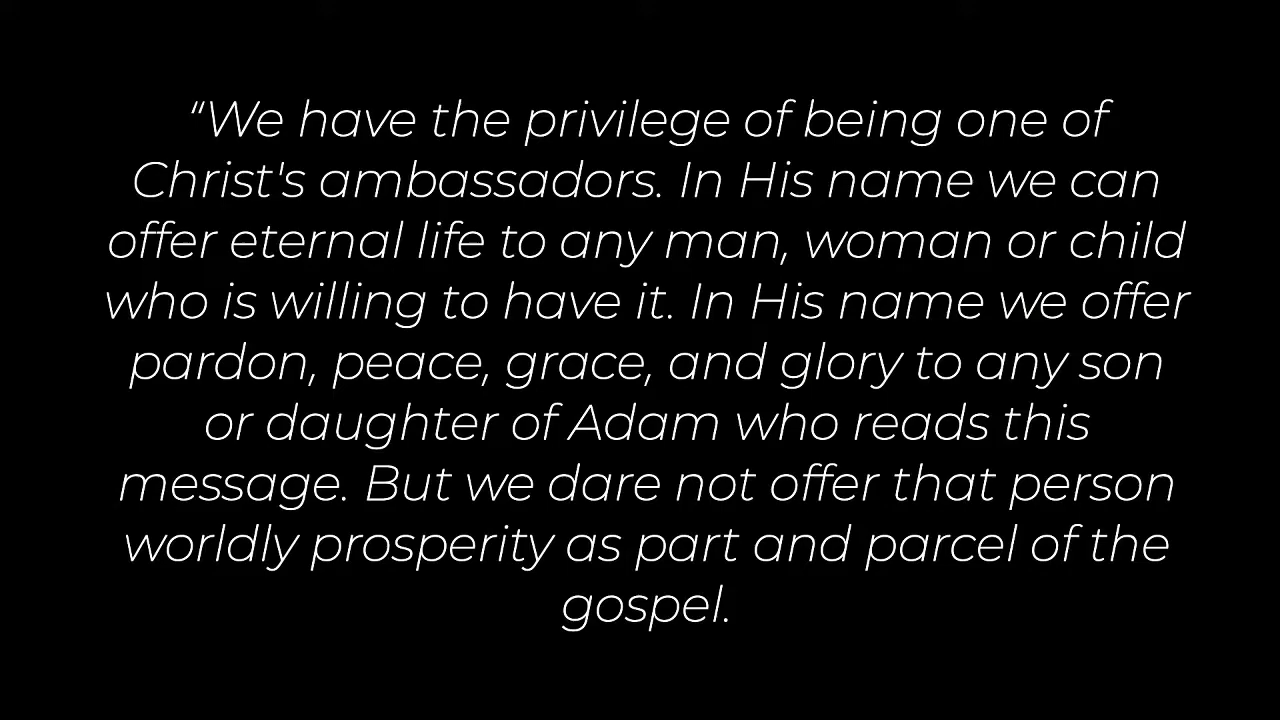 “We have the privilege of being one of
Christ's ambassadors. In His name we can
offer eternal life to any man, woman or child
who is willing to have it. In His name we offer
pardon, peace, grace, and glory to any son
or daughter of Adam who reads this
message. But we dare not offer that person
worldly prosperity as part and parcel of the
gospel.